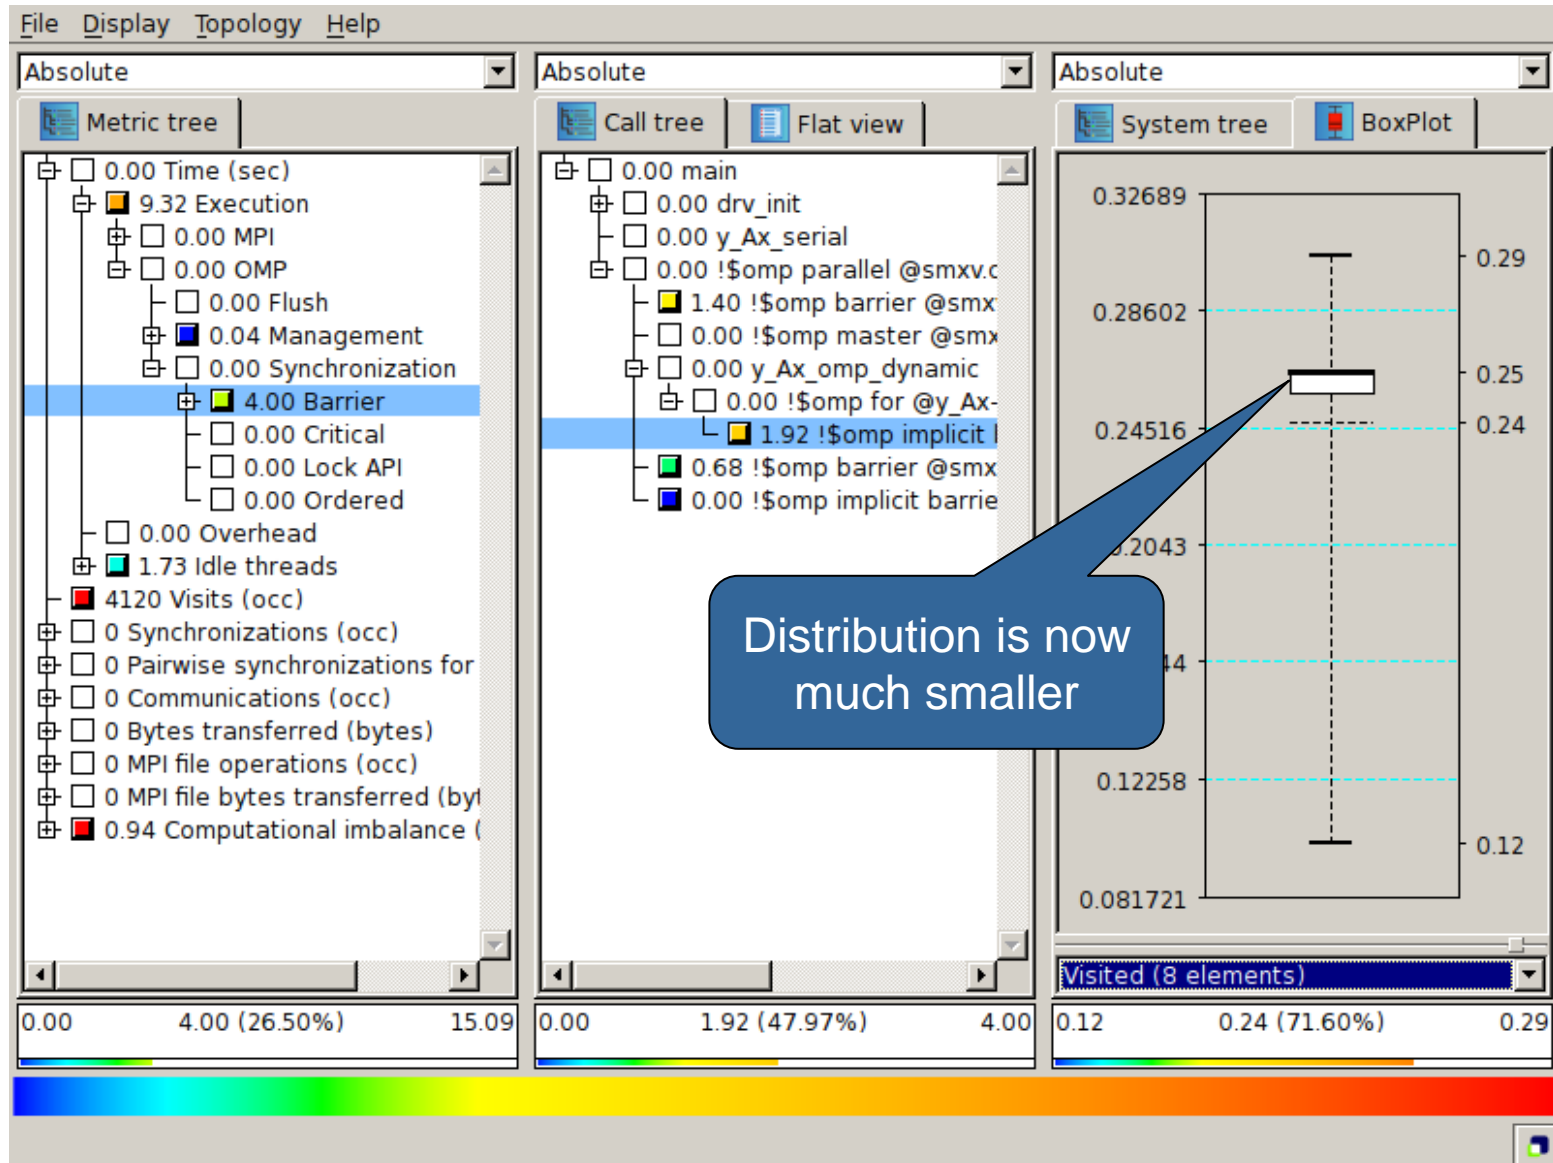 File Display Topology Help
Absolute
Metric tree
0.00 Time (sec)
9.32 Execution
0.00 MPI
0.00 OMP
0.00 Flush
0.04 Management
0.00 Synchronization
4.00 Barrier
0.00 Critical
0.00 Lock API
0.00 Ordered
0.00 Overhead
1.73 Idle threads
4120 Visits (occ)
0 Synchronizations (occ)
0 Pairwise synchronizations for
0 Communications (occ)
0 Bytes transferred (bytes)
0 MPI file operations (occ)
0 MPI file bytes transferred (byt
0.94 Computational imbalance (
0.00 4.00 (26.50%) 15.09
Absolute
Call tree Flat view
0.00 main
0.00 drv_init
0.00 y_Ax_serial
0.00 !$omp parallel @smxv.c
1.40 !$omp barrier @smx
0.00 !$omp master @smx
0.00 y_Ax_omp_dynamic
0.00 !$omp for @y_Ax-
1.92 !$omp implicit
0.68 !$omp barrier @smx
0.00 !$omp implicit barrie
0.00 1.92 (47.97%) 4.00
Absolute
System tree BoxPlot
0.32689
0.29
0.28602
0.25
0.24516 0.24
.2043
Distribution is now
much smaller
44
0.12258
0.12
0.081721
Visited (8 elements)
0.12 0.24 (71.60%) 0.29